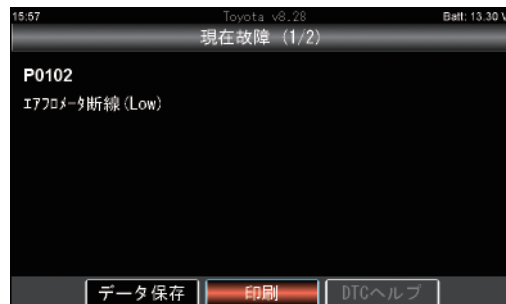 15:57 Toyota v8.28 Batt: 13.30 V
現在故障 (1/2)
P0102
エアフロメータ断線(Low)
データ保存 印刷 DTCヘルプ